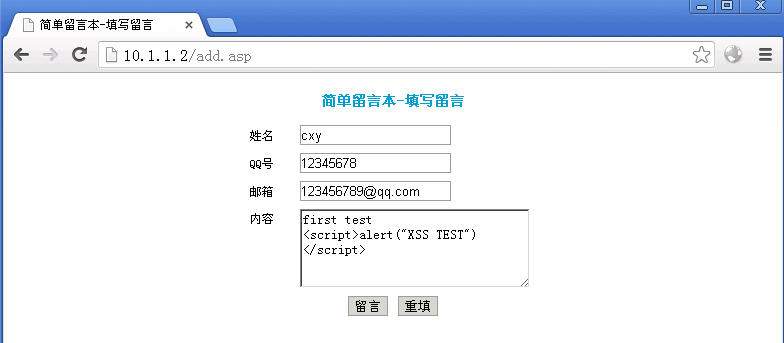 简单留言本-填写留言
10.1.1.2/add.asp
简单留言本-填写留言
姓名 cxy
QQ号 12345678
邮箱 123456789@qq.com
内容 first test
<script>alert("XSS TEST")
</script>
留言 重填